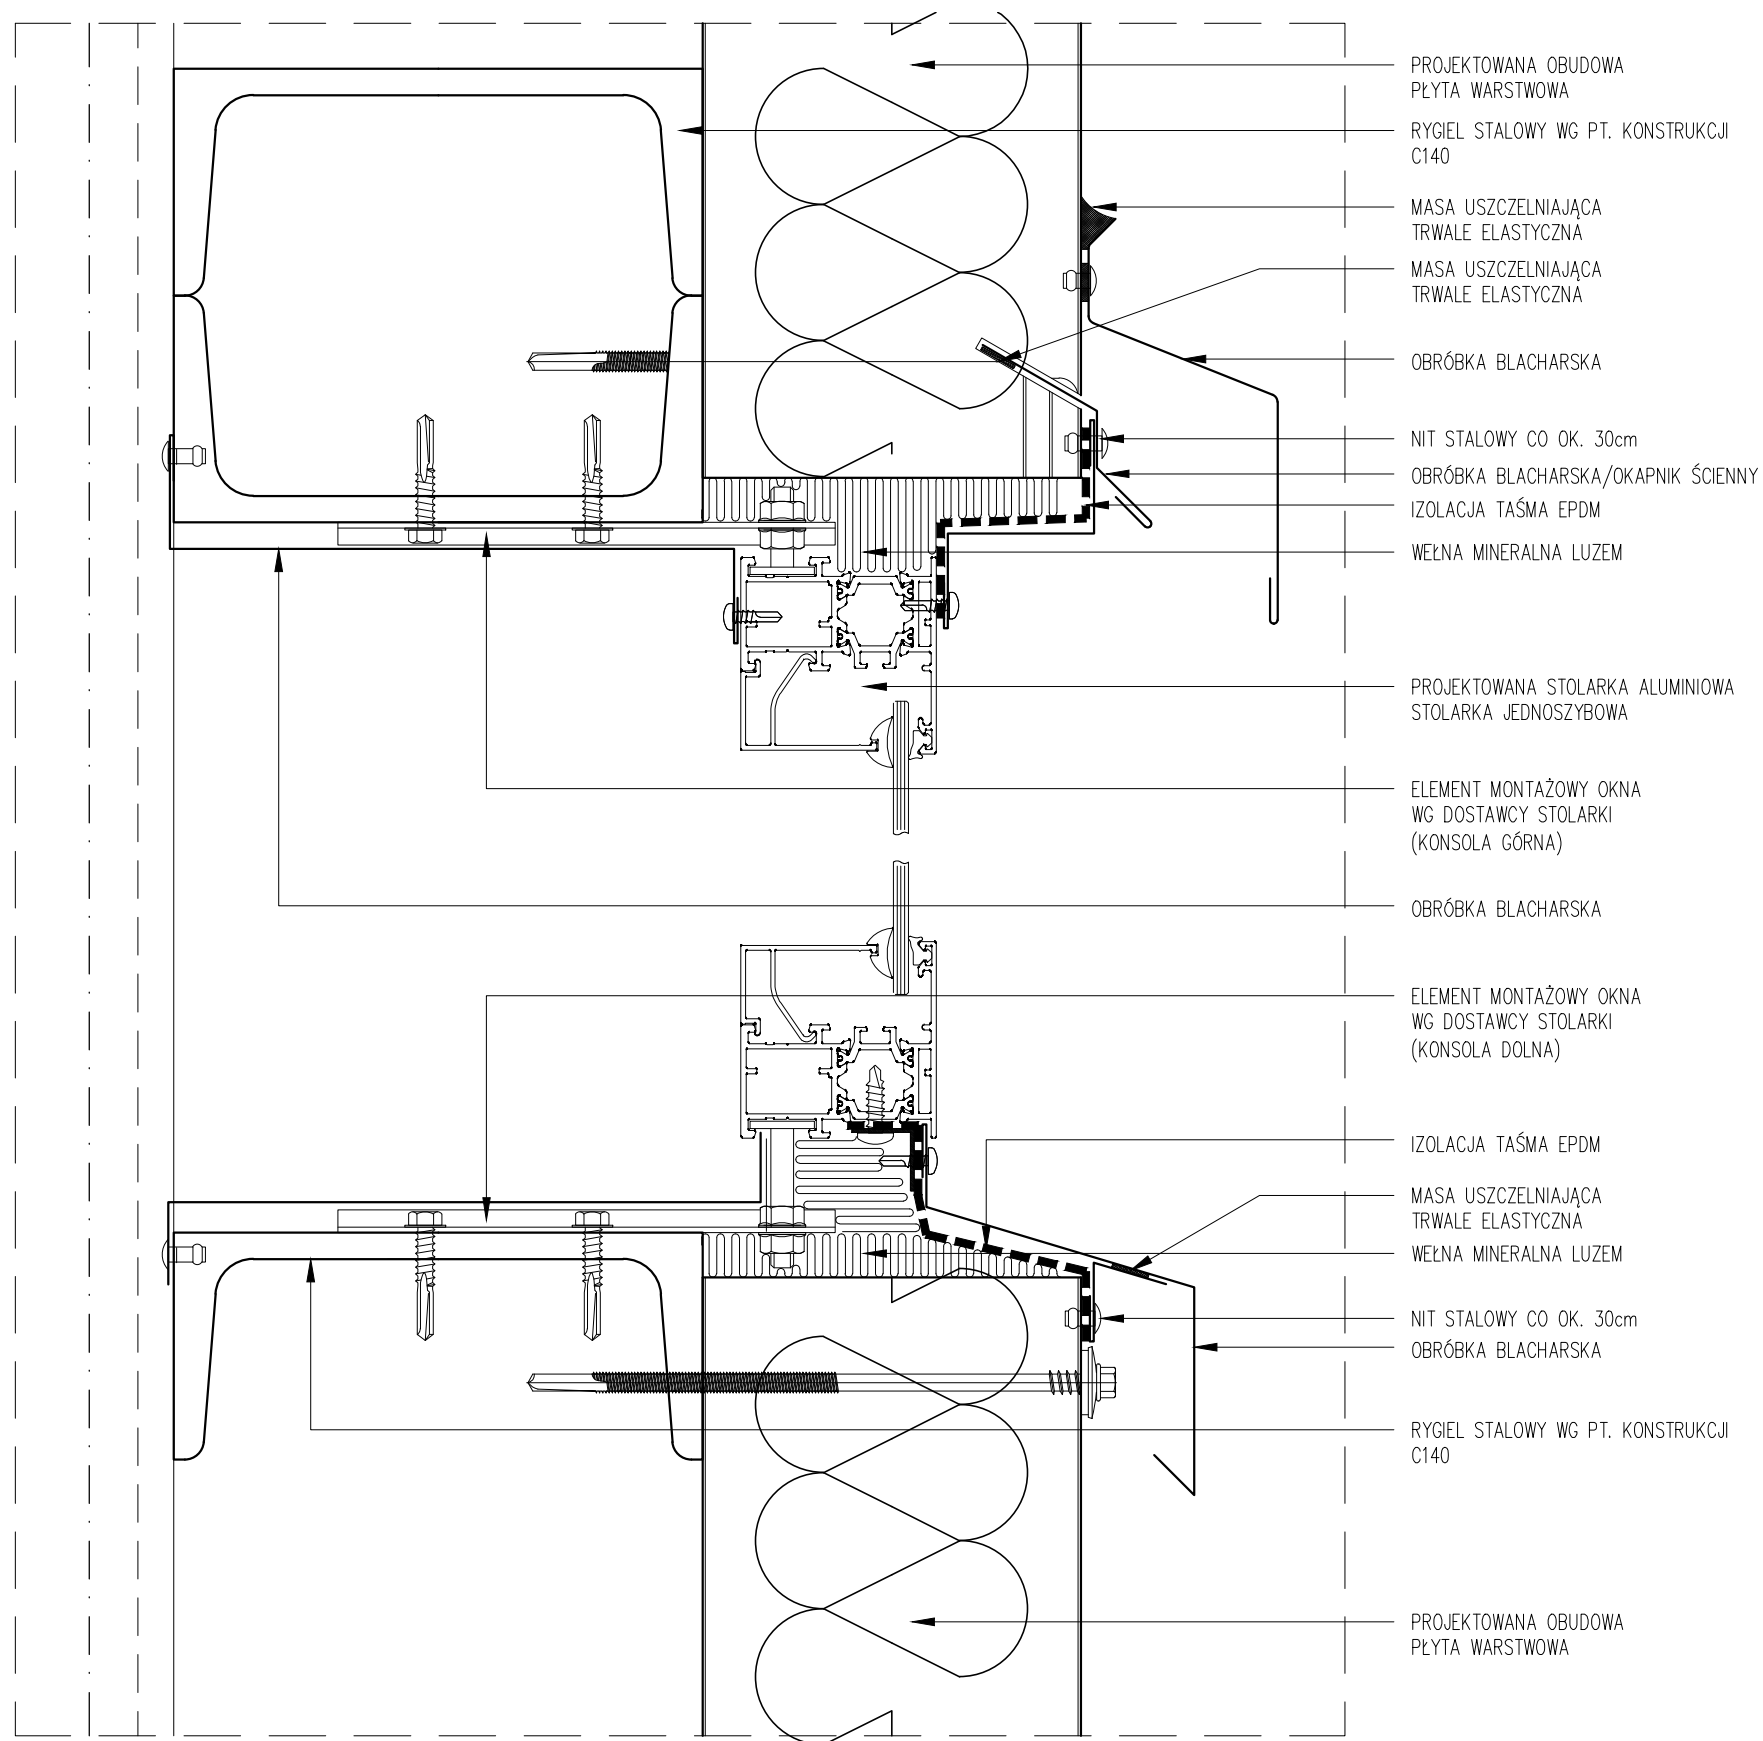 PROJEKTOWANA OBUDOWA
PŁYTA WARSTWOWA
RYGIEL STALOWY WG PT. KONSTRUKCJI
C140
MASA USZCZELNIAJĄCA
TRWALE ELASTYCZNA
MASA USZCZELNIAJĄCA
TRWALE ELASTYCZNA
OBRÓBKA BLACHARSKA
NIT STALOWY CO OK. 30cm
OBRÓBKA BLACHARSKA/OKAPNIK ŚCIENNY
IZOLACJA TAŚMA EPDM
WEŁNA MINERALNA LUZEM
PROJEKTOWANA STOLARKA ALUMINIOWA
STOLARKA JEDNOSZYBOWA
ELEMENT MONTAŻOWY OKNA
WG DOSTAWCY STOLARKI
(KONSOLA GÓRNA)
OBRÓBKA BLACHARSKA
ELEMENT MONTAŻOWY OKNA
WG DOSTAWCY STOLARKI
(KONSOLA DOLNA)
IZOLACJA TAŚMA EPDM
MASA USZCZELNIAJĄCA
TRWALE ELASTYCZNA
WEŁNA MINERALNA LUZEM
NIT STALOWY CO OK. 30cm
OBRÓBKA BLACHARSKA
RYGIEL STALOWY WG PT. KONSTRUKCJI
C140
PROJEKTOWANA OBUDOWA
PŁYTA WARSTWOWA